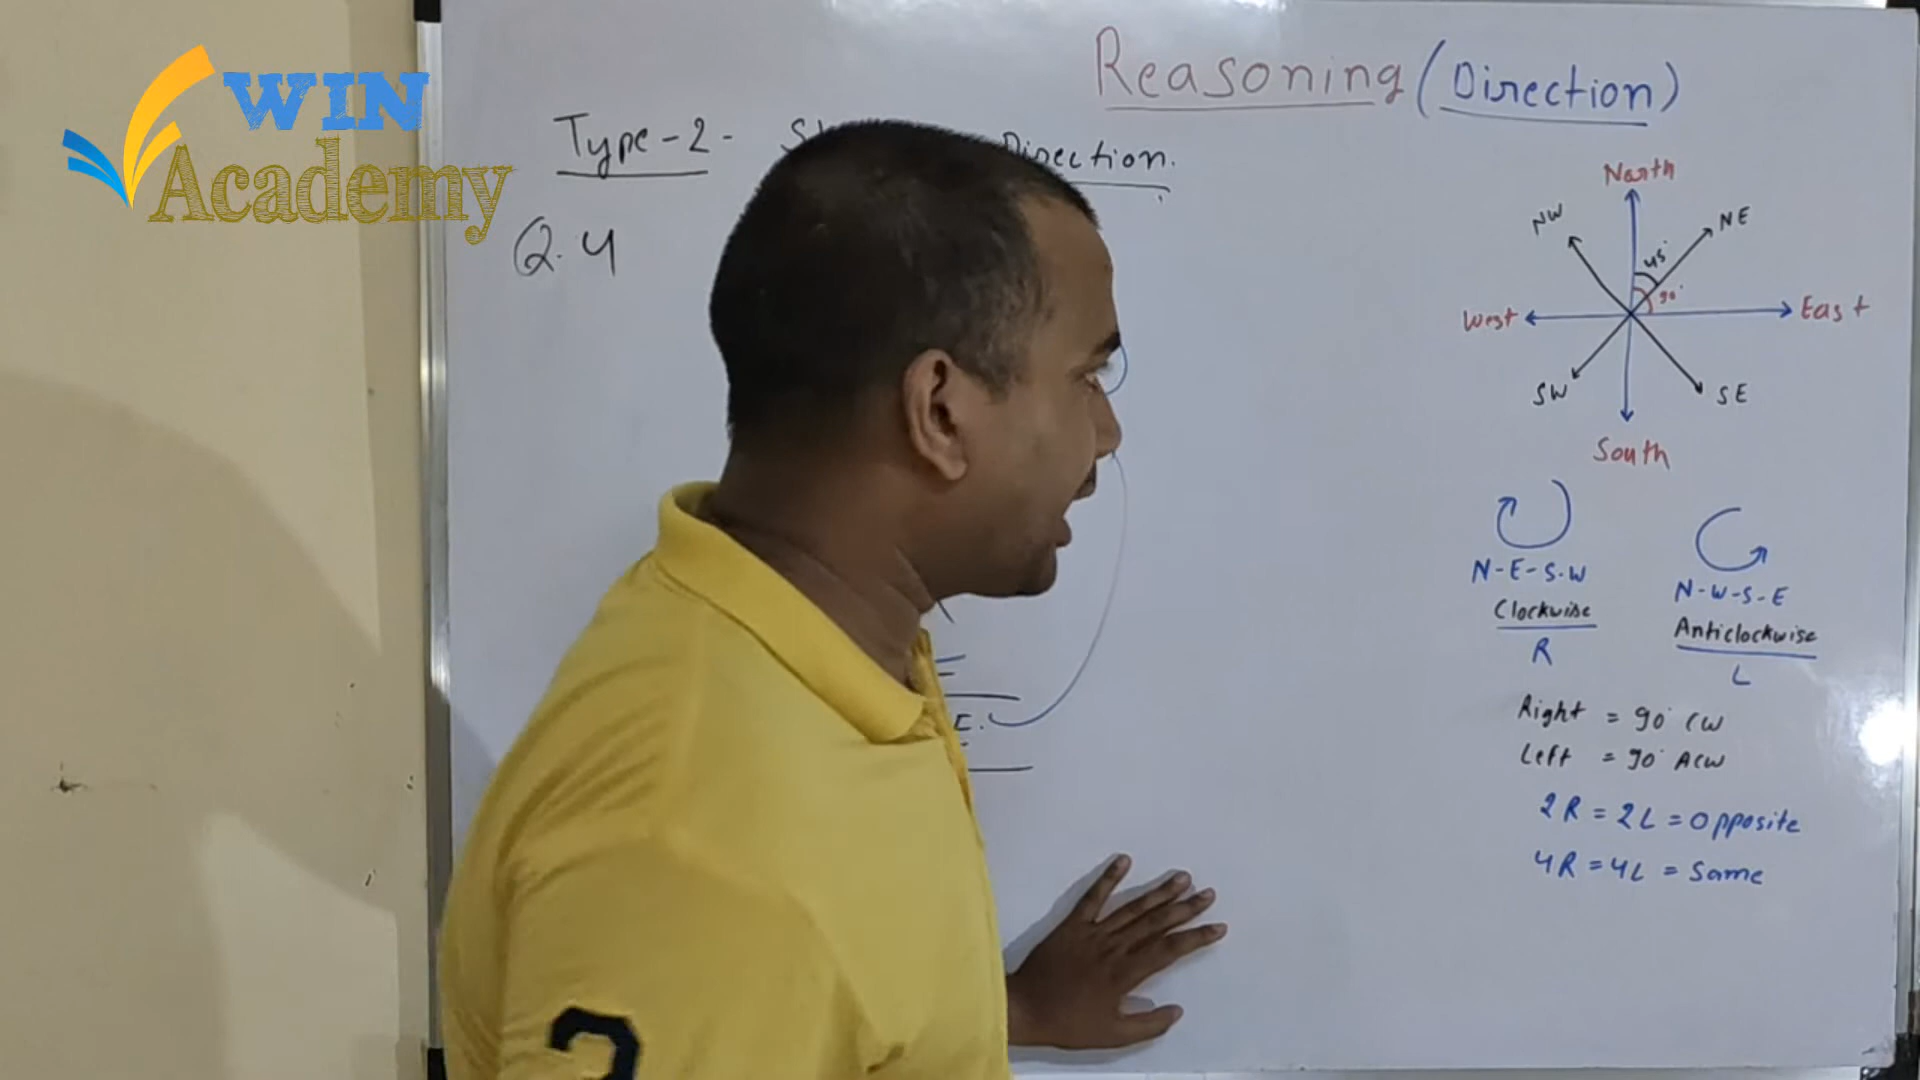 WIN
Academy
Reasoning (Direction)
Type-2- Direction.
Q.4
North
NW
NE
45°
90°
West
East
SW
SE
South
N-E-S-W
Clockwise
R
N-W-S-E
Anticlockwise
L
Right = 90° CW
Left = 90° ACW
2R = 2L = Opposite
4R = 4L = Same
E.
2